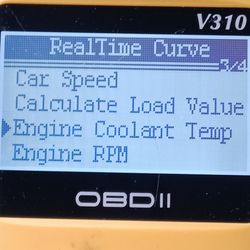 V310
RealTime Curve
3/4
Car Speed
Calculate Load Value
Engine Coolant Temp
Engine RPM
OBDII